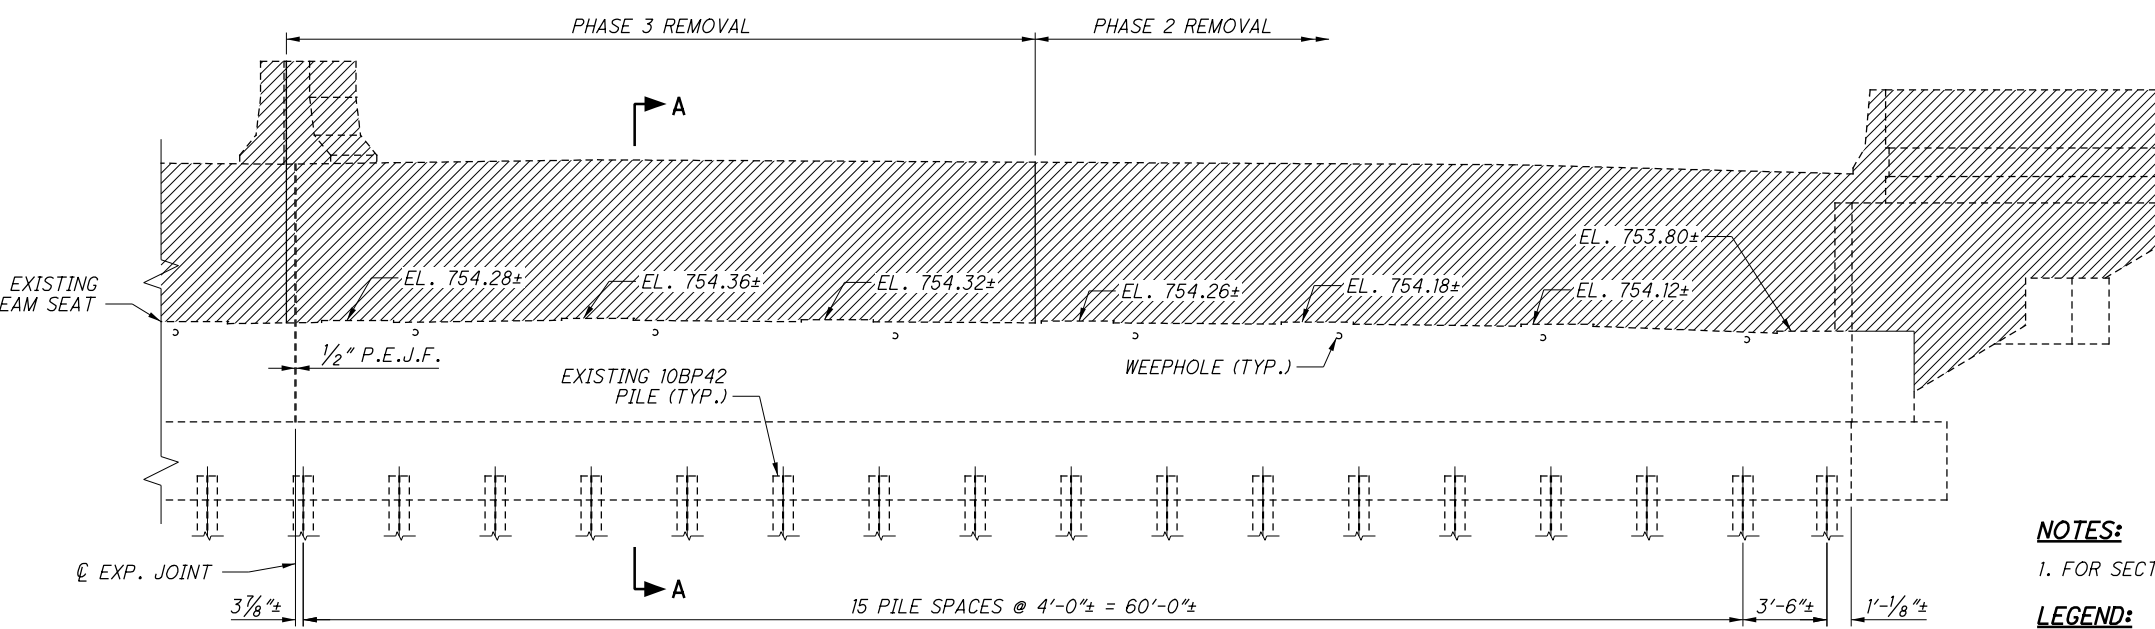 PHASE 3 REMOVAL
PHASE 2 REMOVAL
A
EL. 753.80±
EXISTING
EAM SEAT
EL. 754.28±
EL. 754.36±
EL. 754.32±
EL. 754.26±
EL. 754.18±
EL. 754.12±
1/2" P.E.J.F.
WEEPHOLE (TYP.)
EXISTING 10BP42
PILE (TYP.)
NOTES:
℄ EXP. JOINT
1. FOR SECT
A
3 7/8"±
15 PILE SPACES @ 4'-0"± = 60'-0"±
3'-6"±
1'-1/8"±
LEGEND: